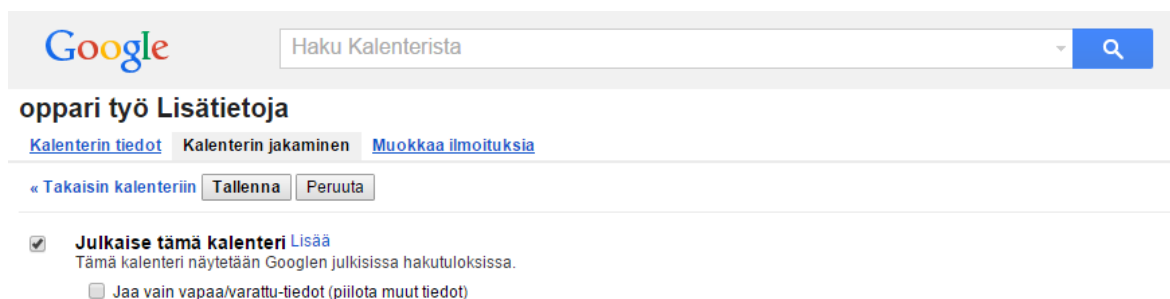 Google
Haku Kalenterista
oppari työ Lisätietoja
Kalenterin tiedot Kalenterin jakaminen Muokkaa ilmoituksia
« Takaisin kalenteriin Tallenna Peruuta
Julkaise tämä kalenteri Lisää
Tämä kalenteri näytetään Googlen julkisissa hakutuloksissa.
Jaa vain vapaa/varattu-tiedot (piilota muut tiedot)